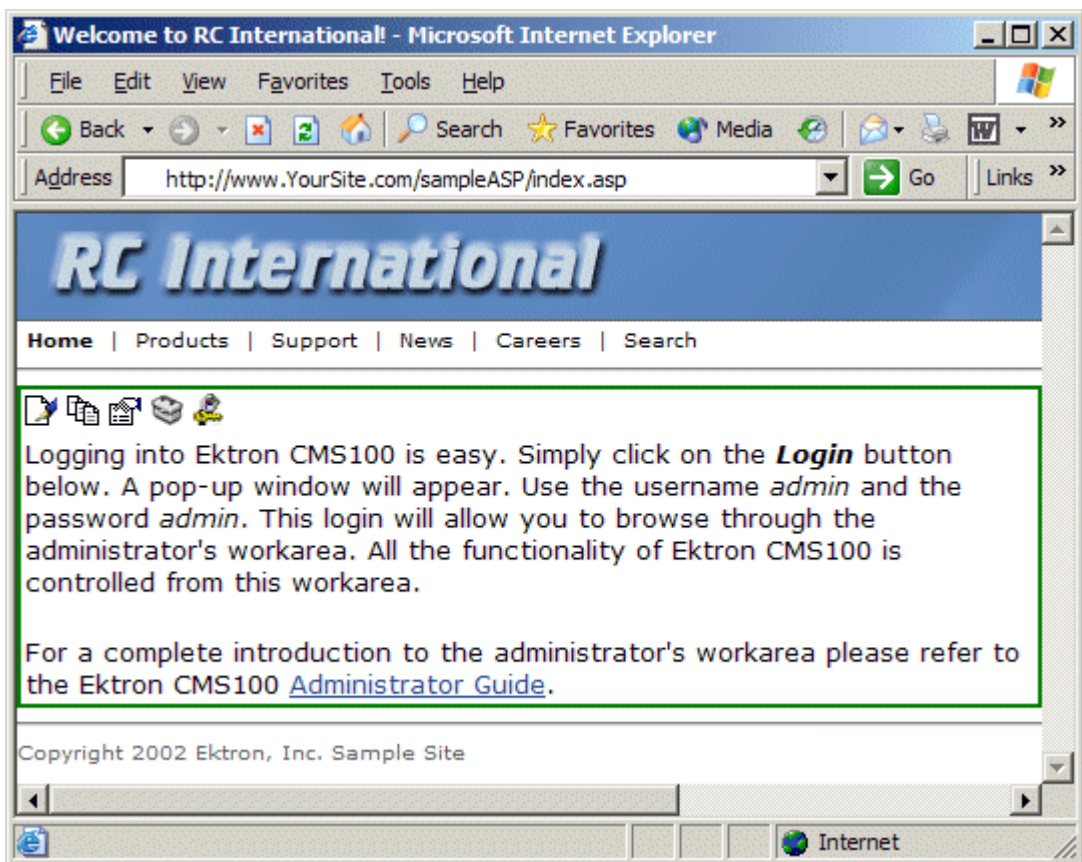 Welcome to RC International! - Microsoft Internet Explorer
File Edit View Favorites Tools Help
Back Search Favorites Media W »
Address http://www.YourSite.com/sampleASP/index.asp Go Links »
RC International
Home | Products | Support | News | Careers | Search
Logging into Ektron CMS100 is easy. Simply click on the Login button
below. A pop-up window will appear. Use the username admin and the
password admin. This login will allow you to browse through the
administrator's workarea. All the functionality of Ektron CMS100 is
controlled from this workarea.
For a complete introduction to the administrator's workarea please refer to
the Ektron CMS100 Administrator Guide.
Copyright 2002 Ektron, Inc. Sample Site
Internet